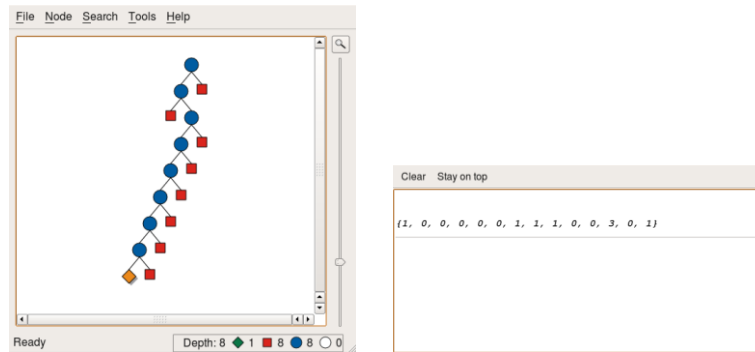 File Node Search Tools Help
Ready Depth: 8 1 8 8 0
Clear Stay on top
{1, 0, 0, 0, 0, 0, 1, 1, 1, 0, 0, 3, 0, 1}